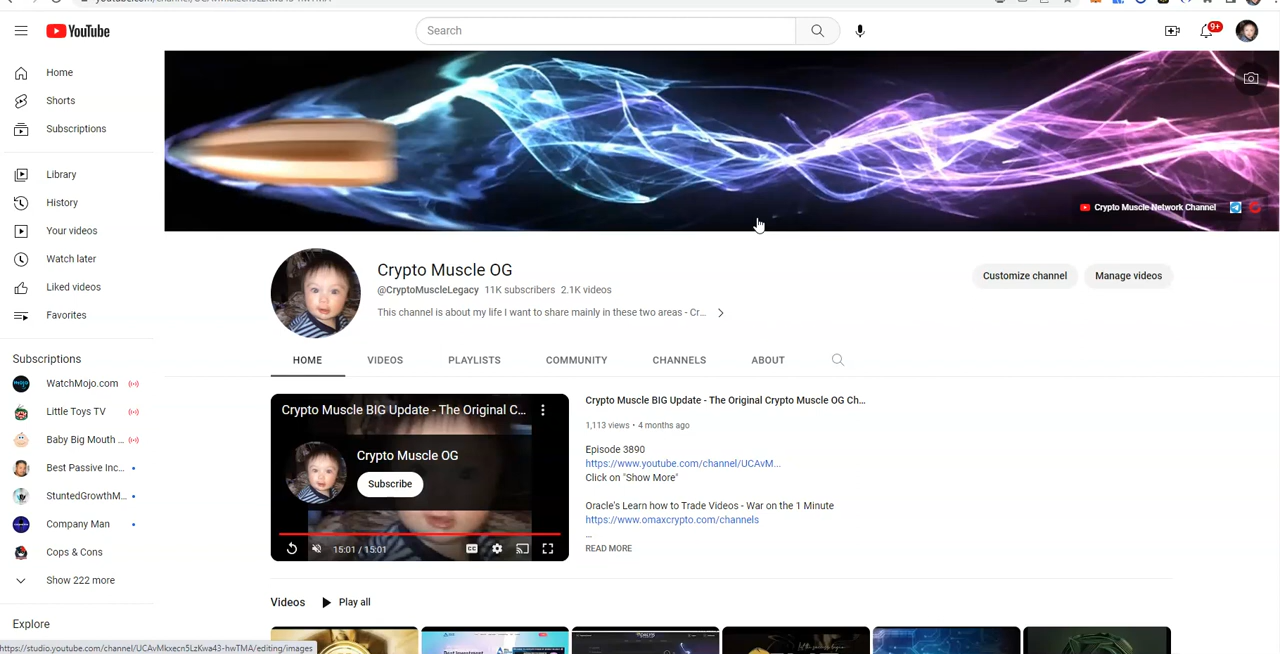 YouTube
Search
9+
Home
Shorts
Subscriptions
Library
History
Your videos
Watch later
Liked videos
Favorites
Subscriptions
WatchMojo.com
Little Toys TV
Baby Big Mouth ...
Best Passive Inc...
StuntedGrowthM...
Company Man
Cops & Cons
Show 222 more
Explore
Crypto Muscle Network Channel
Crypto Muscle OG
@CryptoMuscleLegacy 11K subscribers 2.1K videos
This channel is about my life I want to share mainly in these two areas - Cr...
Customize channel
Manage videos
HOME
VIDEOS
PLAYLISTS
COMMUNITY
CHANNELS
ABOUT
Crypto Muscle BIG Update - The Original C...
Crypto Muscle OG
Subscribe
15:01 / 15:01
CC
Crypto Muscle BIG Update - The Original Crypto Muscle OG Ch...
1,113 views • 4 months ago
Episode 3890
https://www.youtube.com/channel/UCAvM...
Click on "Show More"
Oracle's Learn how to Trade Videos - War on the 1 Minute
https://www.omaxcrypto.com/channels
...
READ MORE
Videos
Play all
https://studio.youtube.com/channel/UCAvMkxecn5LzKwa43-hwTMA/editing/images